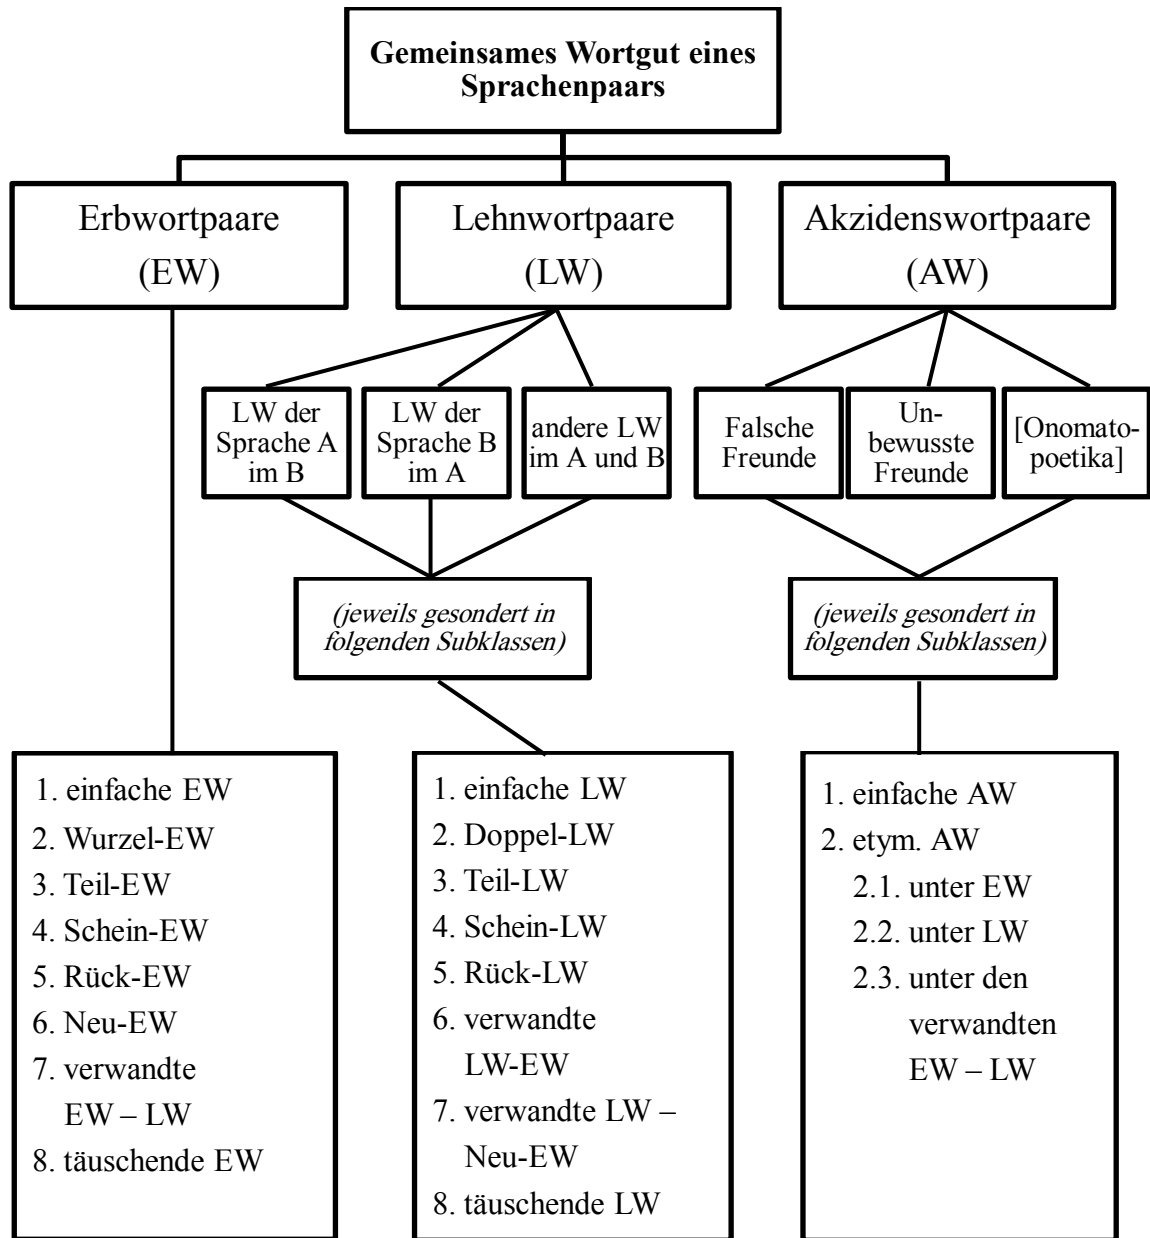 Gemeinsames Wortgut eines
Sprachenpaars
Erbwortpaare
(EW)
Lehnwortpaare
(LW)
Akzidenswortpaare
(AW)
LW der
Sprache A
im B
LW der
Sprache B
im A
andere LW
im A und B
Falsche
Freunde
Un-
bewusste
Freunde
[Onomato-
poetika]
(jeweils gesondert in
folgenden Subklassen)
(jeweils gesondert in
folgenden Subklassen)
1. einfache EW
2. Wurzel-EW
3. Teil-EW
4. Schein-EW
5. Rück-EW
6. Neu-EW
7. verwandte
EW – LW
8. täuschende EW
1. einfache LW
2. Doppel-LW
3. Teil-LW
4. Schein-LW
5. Rück-LW
6. verwandte
LW-EW
7. verwandte LW –
Neu-EW
8. täuschende LW
1. einfache AW
2. etym. AW
2.1. unter EW
2.2. unter LW
2.3. unter den
verwandten
EW – LW